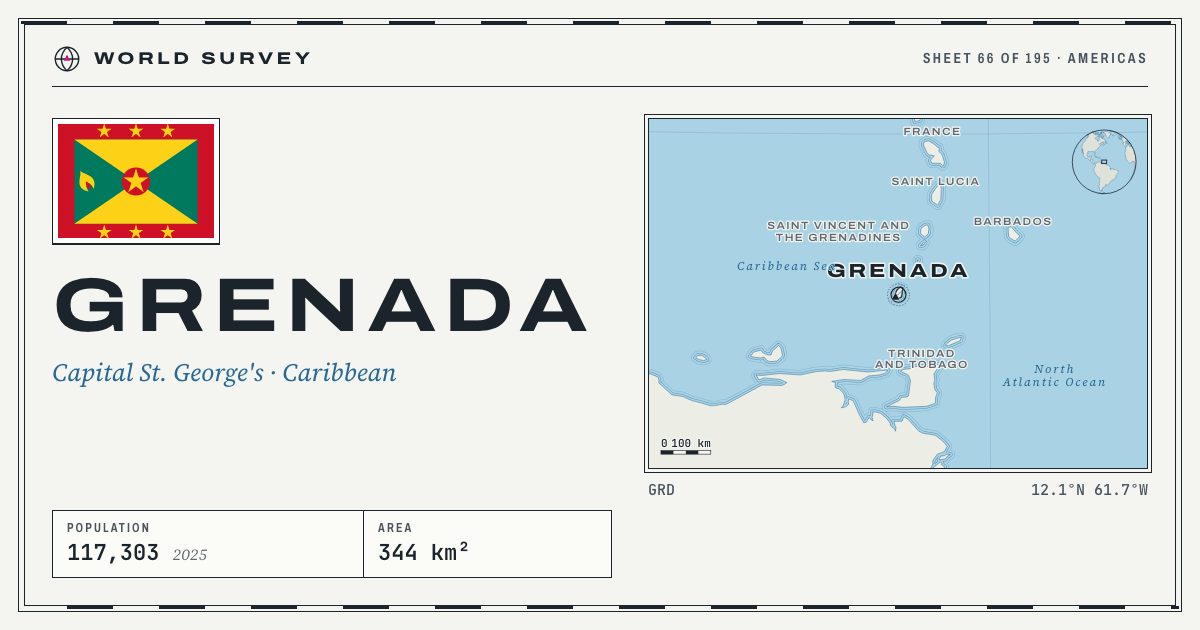 WORLD SURVEY
SHEET 66 OF 195 · AMERICAS
GRENADA
Capital St. George's · Caribbean
POPULATION
117,303 2025
AREA
344 km²
FRANCE
SAINT LUCIA
SAINT VINCENT AND
THE GRENADINES
BARBADOS
Caribbean Sea
GRENADA
TRINIDAD
AND TOBAGO
North
Atlantic Ocean
0 100 km
GRD
12.1°N 61.7°W